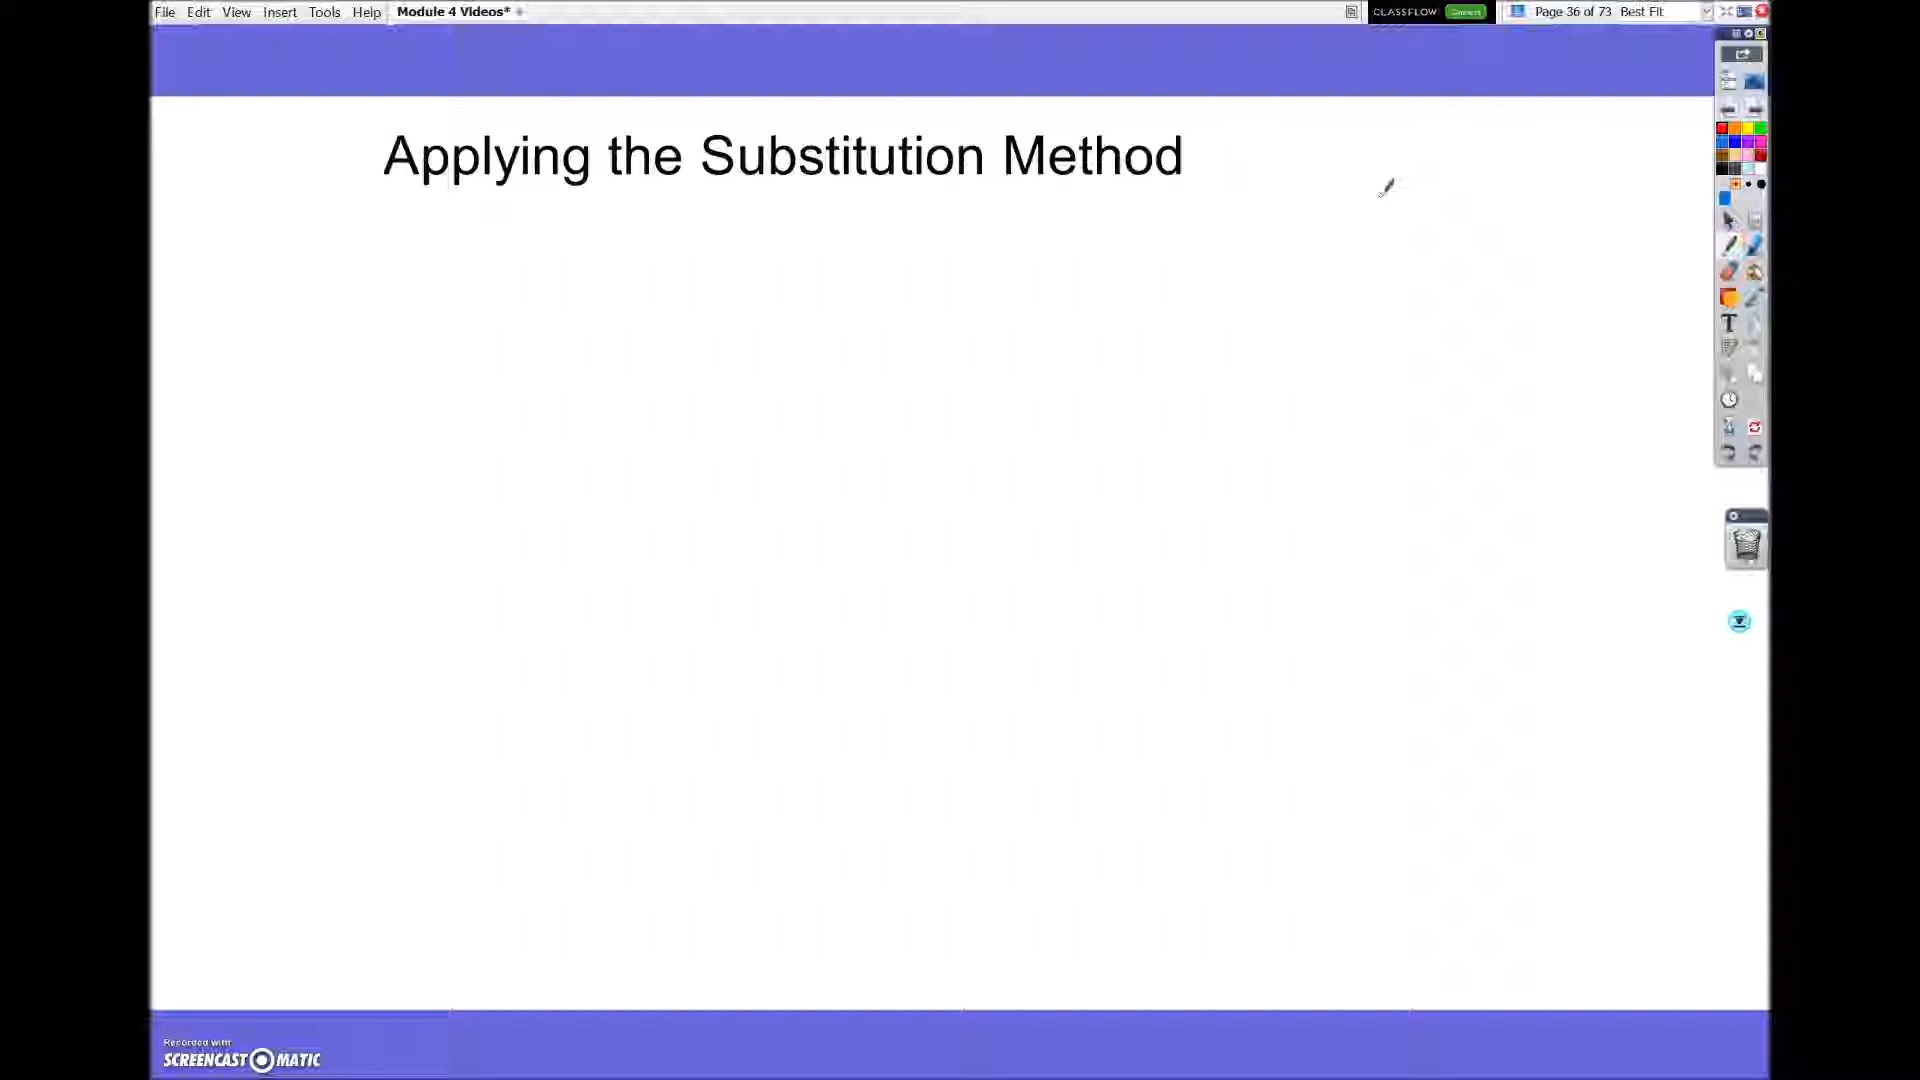 File Edit View Insert Tools Help Module 4 Videos* CLASSFLOW Connect Page 36 of 73 Best Fit
Applying the Substitution Method
T
Recorded with
SCREENCAST MATIC